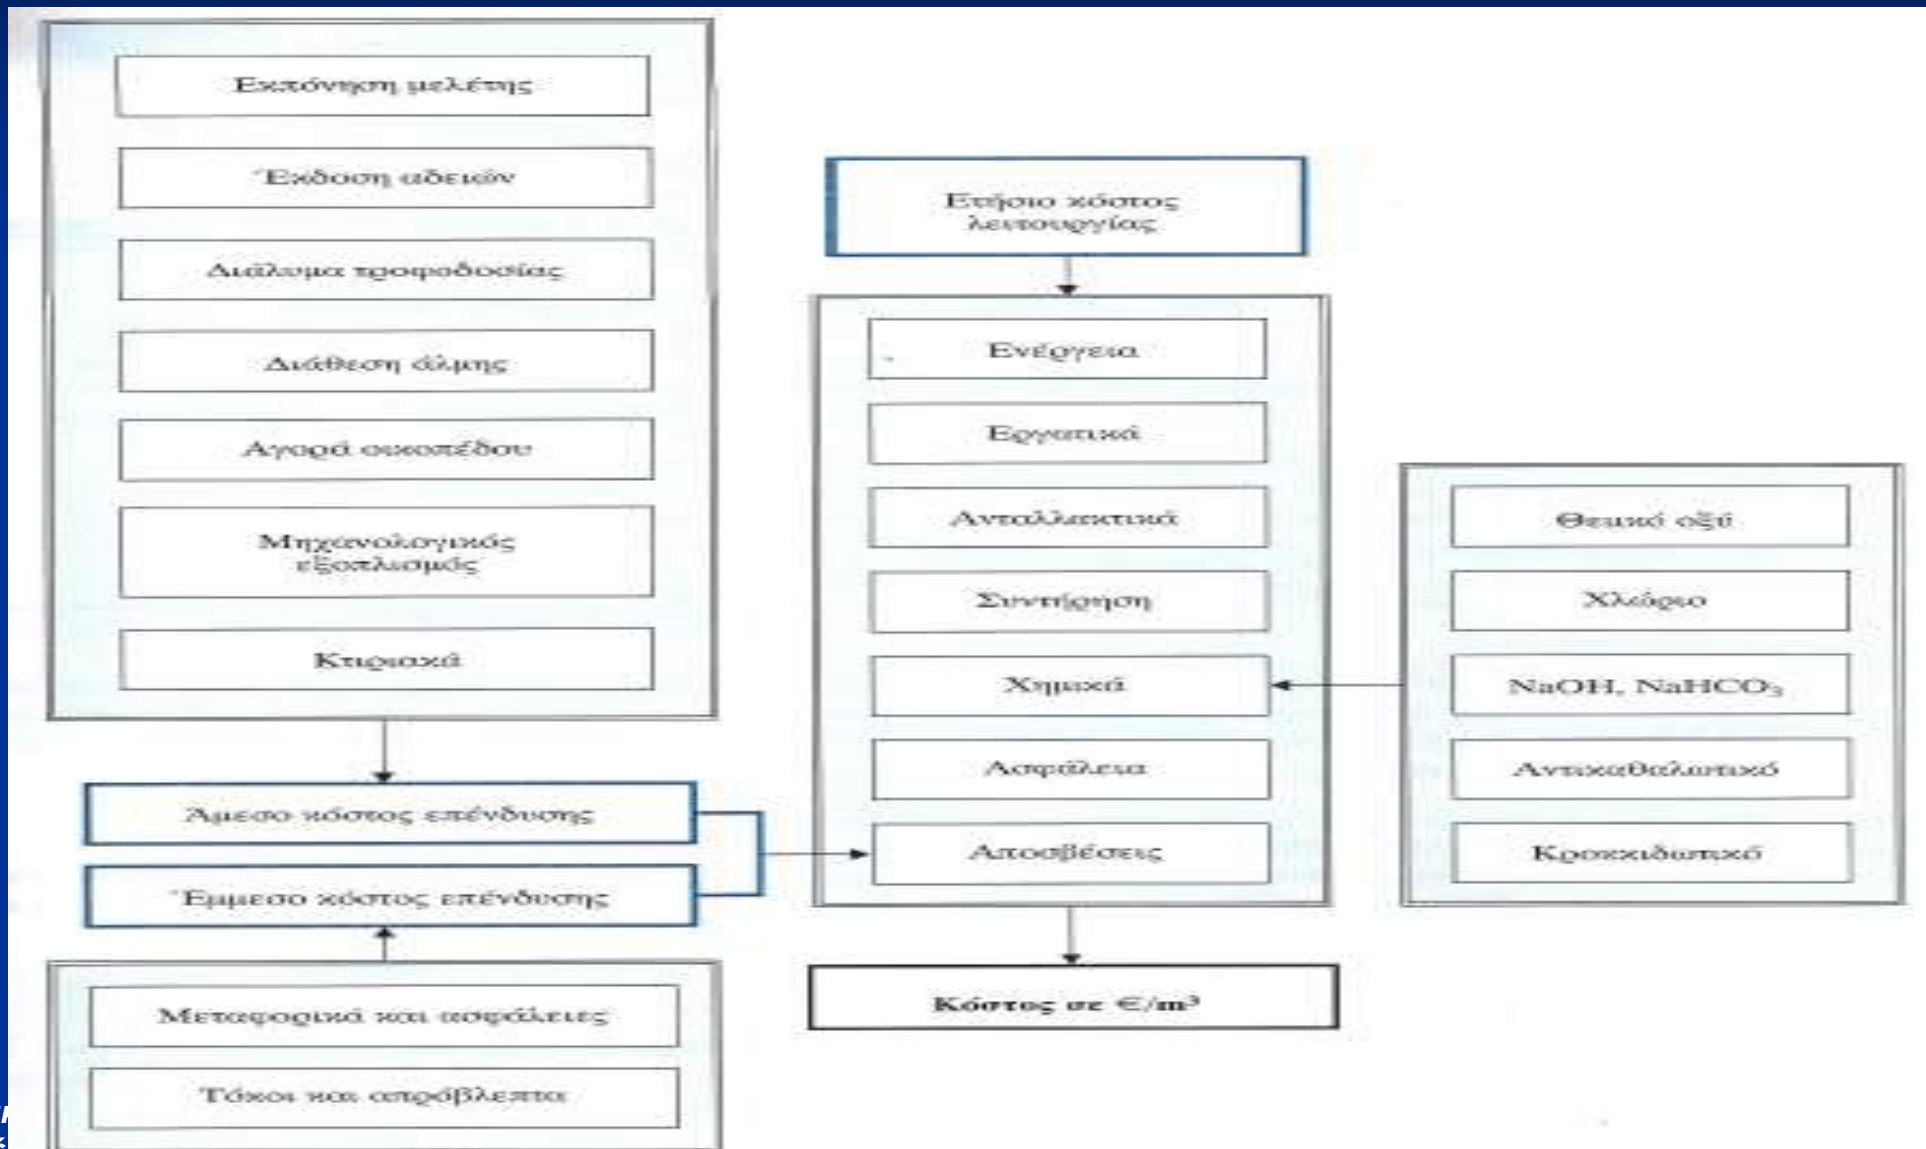 Εκπόνηση μελέτης
Έκδοση αδειών
Διάλυμα τροφοδοσίας
Διάθεση άλμης
Αγορά οικοπέδου
Μηχανολογικός
εξοπλισμός
Κτιριακά
Άμεσο κόστος επένδυσης
Έμμεσο κόστος επένδυσης
Μεταφορικά και ασφάλειες
Τόκοι και απρόβλεπτα
Ετήσιο κόστος
λειτουργίας
Ενέργεια
Εργατικά
Ανταλλακτικά
Συντήρηση
Χημικά
Ασφάλεια
Αποσβέσεις
Κόστος σε €/m³
Θειικό οξύ
Χλώριο
NaOH, NaHCO₃
Αντικαθαλωτικό
Κροκκιδωτικό